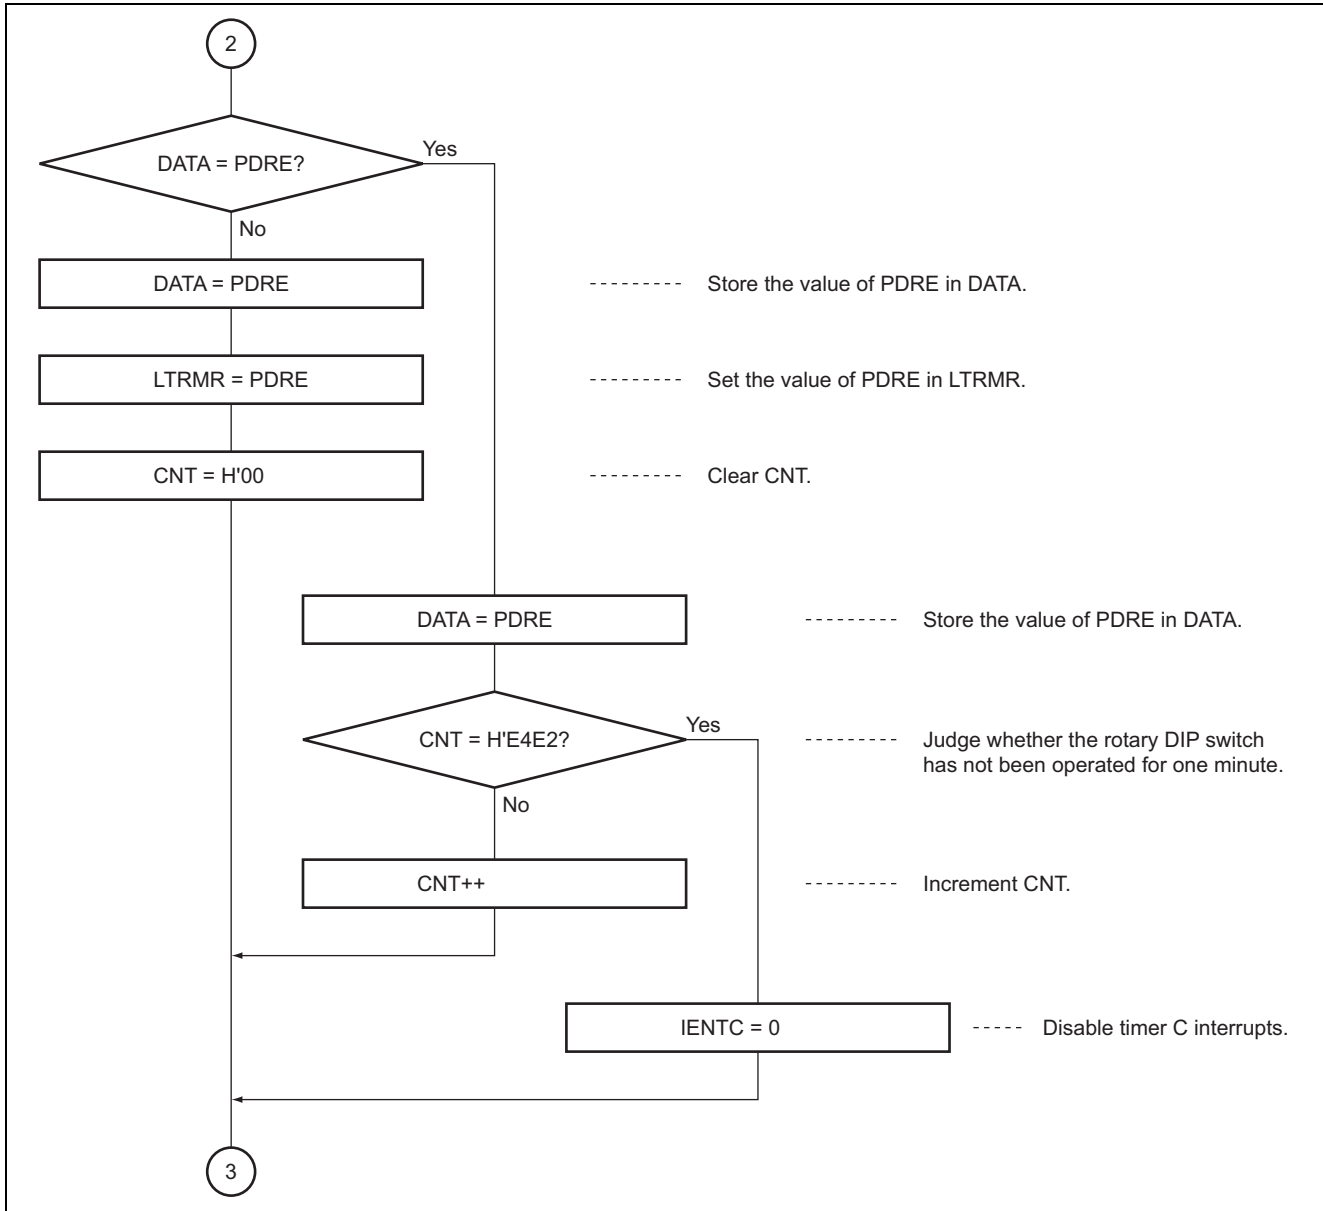 2
DATA = PDRE?
Yes
No
DATA = PDRE
Store the value of PDRE in DATA.
LTRMR = PDRE
Set the value of PDRE in LTRMR.
CNT = H'00
Clear CNT.
DATA = PDRE
Store the value of PDRE in DATA.
CNT = H'E4E2?
Yes
Judge whether the rotary DIP switch
has not been operated for one minute.
No
CNT++
Increment CNT.
IENTC = 0
Disable timer C interrupts.
3